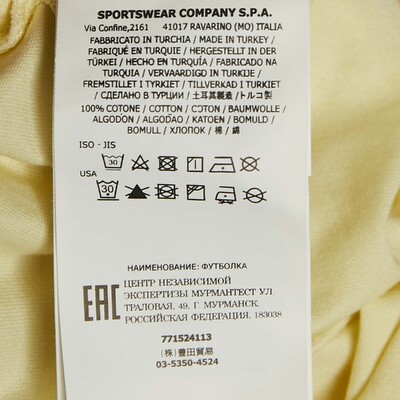 SPORTSWEAR COMPANY S.P.A.
Via Confine,2161 41017 RAVARINO (MO) ITALIA
FABBRICATO IN TURCHIA / MADE IN TURKEY /
FABRIQUÉ EN TURQUIE / HERGESTELLT IN DER
TÜRKEI / HECHO EN TURQUÍA / FABRICADO NA
TURQUIA / VERVAARDIGD IN TURKIJE /
FREMSTILLET I TYRKIET / TILLVERKAD I TURKIET
/ СДЕЛАНО В ТУРЦИИ / 土耳其製造 / トルコ製
100% COTONE / COTTON / COTON / BAUMWOLLE /
ALGODÓN / ALGODÃO / KATOEN / BOMULD /
BOMULL / ХЛОПОК / 棉 / 綿
ISO - JIS
30
USA
30
НАИМЕНОВАНИЕ: ФУТБОЛКА
EAC
ЦЕНТР НЕЗАВИСИМОЙ
ЭКСПЕРТИЗЫ МУРМАНТЕСТ УЛ.
ТРАЛОВАЯ, 49. Г. МУРМАНСК.
РОССИЙСКАЯ ФЕДЕРАЦИЯ. 183038
771524113
(株)豊田貿易
03-5350-4524